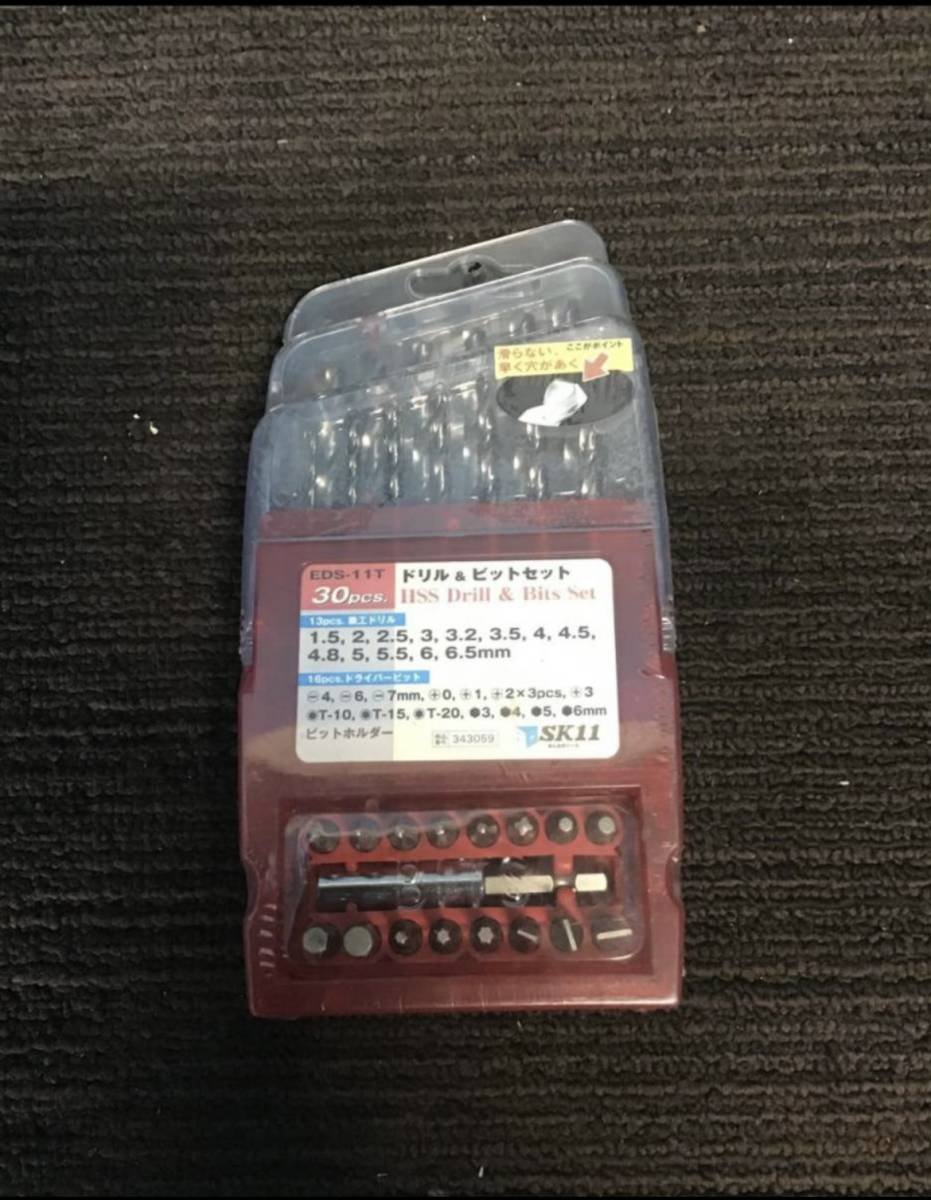 滑らない、ここがポイント
早く穴があく
EDS-11T ドリル & ビットセット
30pcs. HSS Drill & Bits Set
13pcs. 鉄工ドリル
1.5, 2, 2.5, 3, 3.2, 3.5, 4, 4.5,
4.8, 5, 5.5, 6, 6.5mm
16pcs.ドライバービット
⊖4, ⊖6, ⊖7mm, ⊕0, ⊕1, ⊕2×3pcs, ⊕3
T-10, T-15, T-20, ⬢3, ⬢4, ⬢5, ⬢6mm
ビットホルダー 343059 SK11